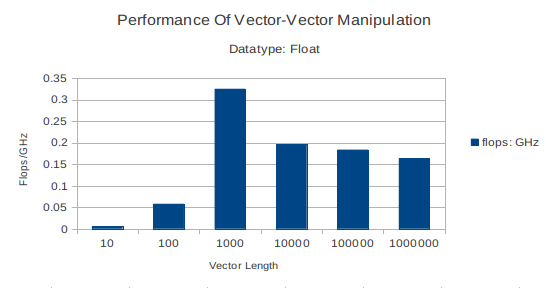 Performance Of Vector-Vector Manipulation
Datatype: Float
Flops/GHz
0.35
0.3
0.25
0.2
0.15
0.1
0.05
0
10 100 1000 10000 100000 1000000
Vector Length
flops: GHz